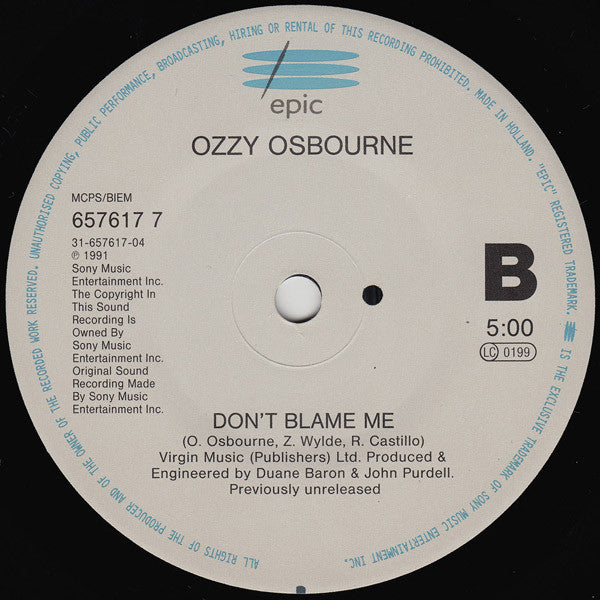 UNAUTHORISED COPYING, PUBLIC PERFORMANCE, BROADCASTING, HIRING OR RENTAL OF THIS RECORDING PROHIBITED. MADE IN HOLLAND. "EPIC" REGISTERED TRADEMARK. IS THE EXCLUSIVE TRADEMARK OF SONY MUSIC ENTERTAINMENT INC.
ALL RIGHTS OF THE PRODUCER AND OF THE OWNER OF THE RECORDED WORK RESERVED.
epic
OZZY OSBOURNE
MCPS/BIEM
657617 7
31-657617-04
℗ 1991
Sony Music
Entertainment Inc.
The Copyright In
This Sound
Recording Is
Owned By
Sony Music
Entertainment Inc.
Original Sound
Recording Made
By Sony Music
Entertainment Inc.
B
5:00
LC 0199
DON'T BLAME ME
(O. Osbourne, Z. Wylde, R. Castillo)
Virgin Music (Publishers) Ltd. Produced &
Engineered by Duane Baron & John Purdell.
Previously unreleased